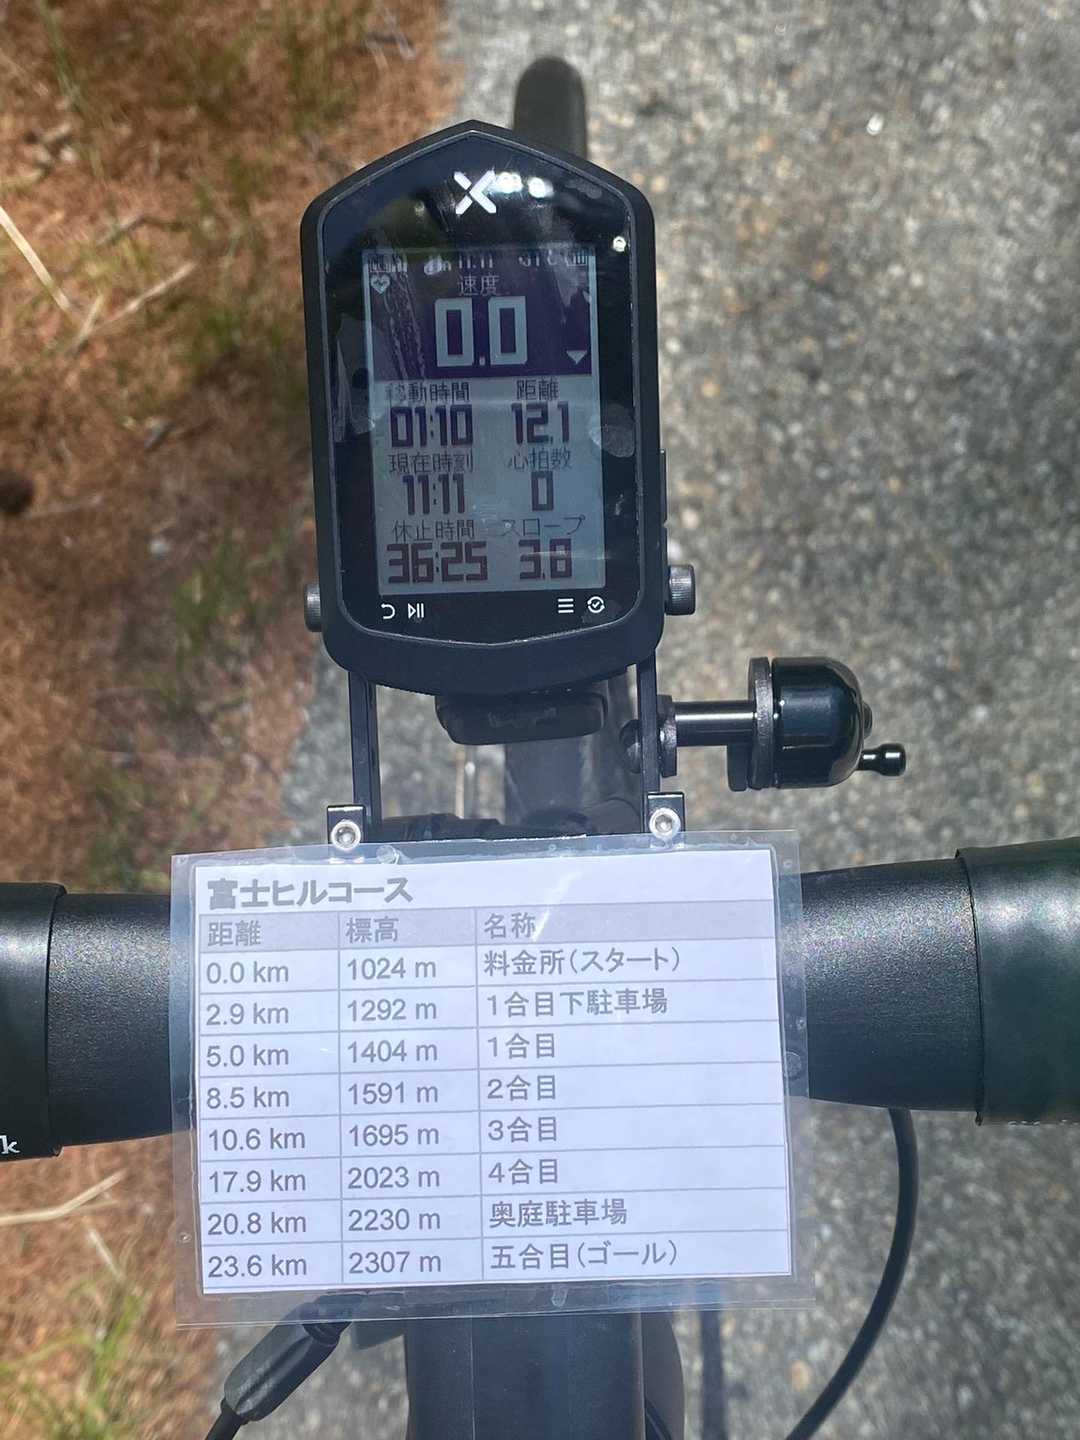 11:11
速度
0.0
移動時間 距離
01:10 12.1
現在時刻 心拍数
11:11 0
休止時間 スロープ
36:25 3.8
富士ヒルコース
距離 標高 名称
0.0 km 1024 m 料金所(スタート)
2.9 km 1292 m 1合目下駐車場
5.0 km 1404 m 1合目
8.5 km 1591 m 2合目
10.6 km 1695 m 3合目
17.9 km 2023 m 4合目
20.8 km 2230 m 奥庭駐車場
23.6 km 2307 m 五合目(ゴール)
k